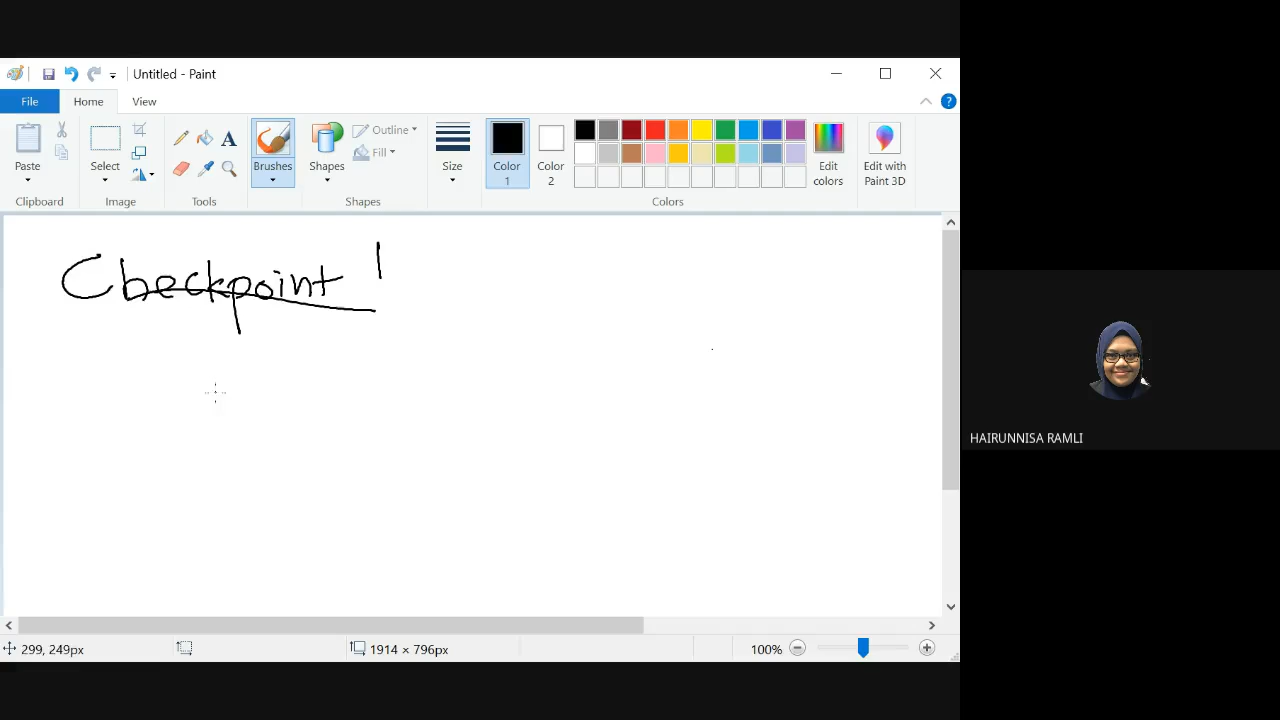 Untitled - Paint
File Home View
Paste
Select
Brushes
Shapes
Outline
Fill
Size
Color 1
Color 2
Edit colors
Edit with Paint 3D
Clipboard Image Tools Shapes Colors
Checkpoint 1
HAIRUNNISA RAMLI
299, 249px 1914 × 796px 100%